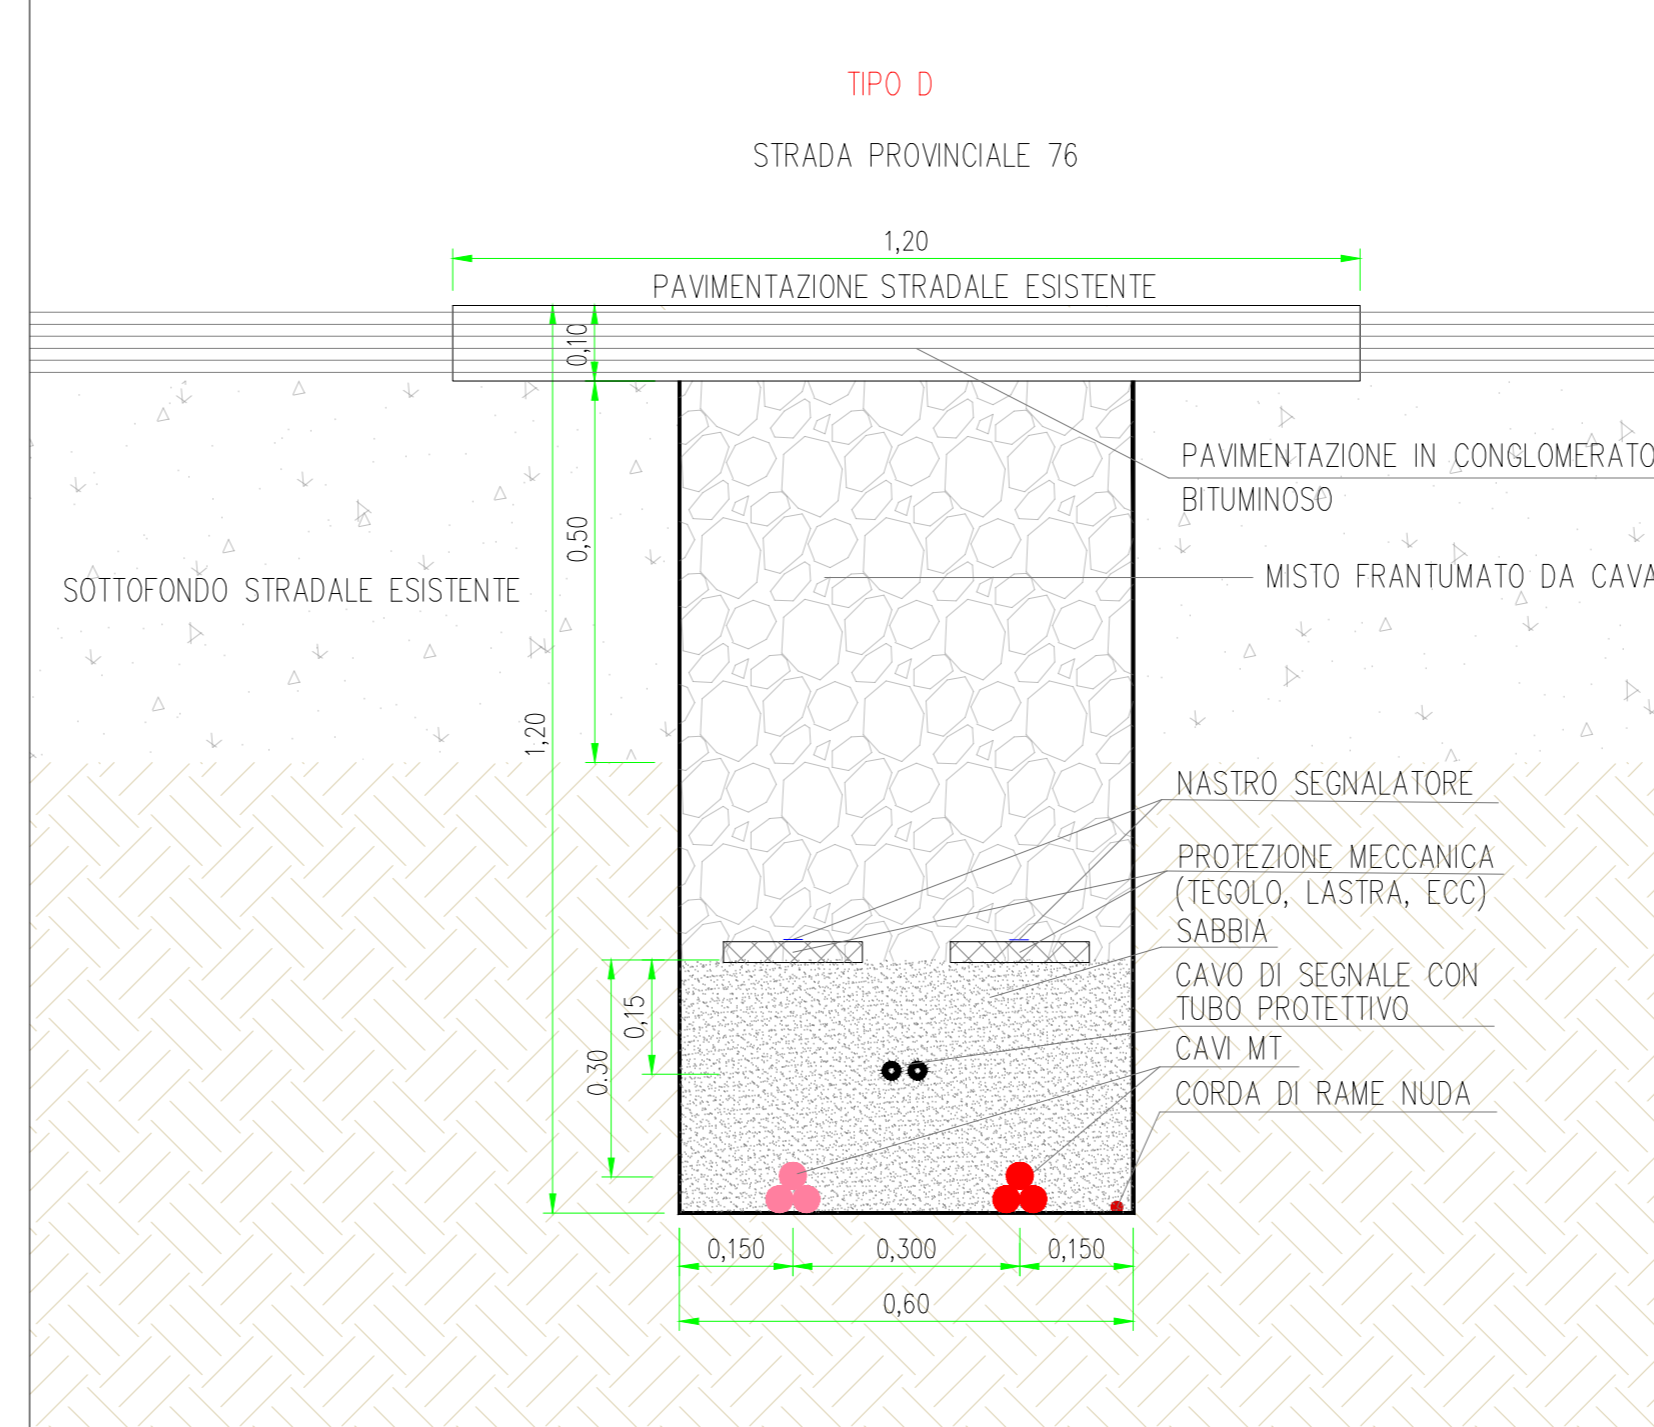 TIPO D
STRADA PROVINCIALE 76
1,20
PAVIMENTAZIONE STRADALE ESISTENTE
0,10
PAVIMENTAZIONE IN CONGLOMERATO
BITUMINOSO
0,50
MISTO FRANTUMATO DA CAVA
SOTTOFONDO STRADALE ESISTENTE
1,20
NASTRO SEGNALATORE
PROTEZIONE MECCANICA
(TEGOLO, LASTRA, ECC)
SABBIA
CAVO DI SEGNALE CON
TUBO PROTETTIVO
0,15
CAVI MT
0.30
CORDA DI RAME NUDA
0,150
0,300
0,150
0,60